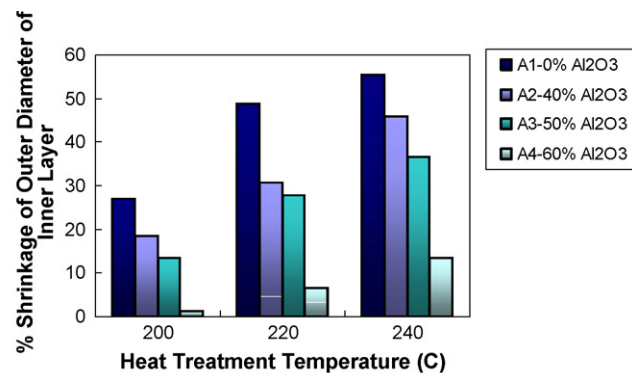 % Shrinkage of Outer Diameter of
Inner Layer
60
50
40
30
20
10
0
200
220
240
Heat Treatment Temperature (C)
A1-0% Al2O3
A2-40% Al2O3
A3-50% Al2O3
A4-60% Al2O3